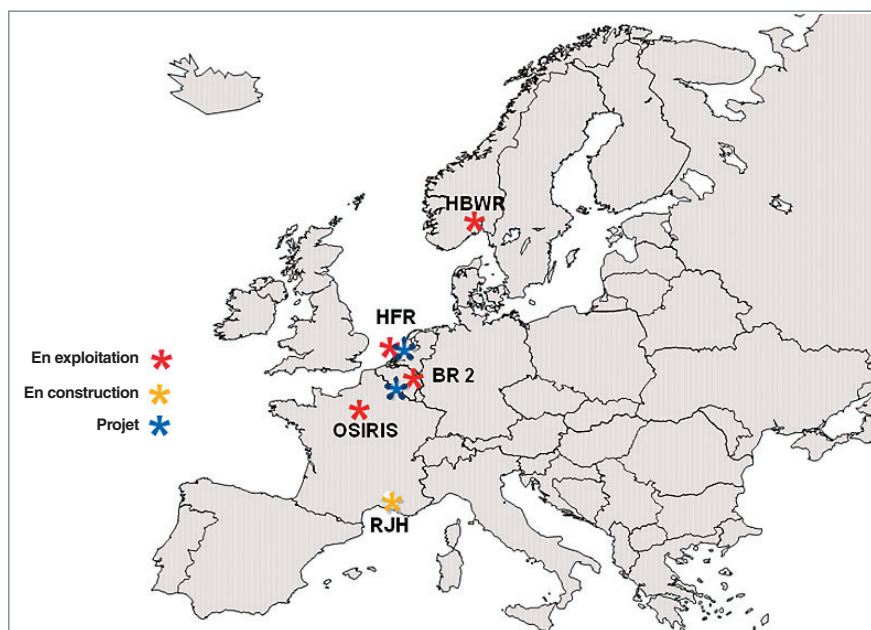 HBWR
HFR
En exploitation
BR 2
En construction
Projet
OSIRIS
RJH